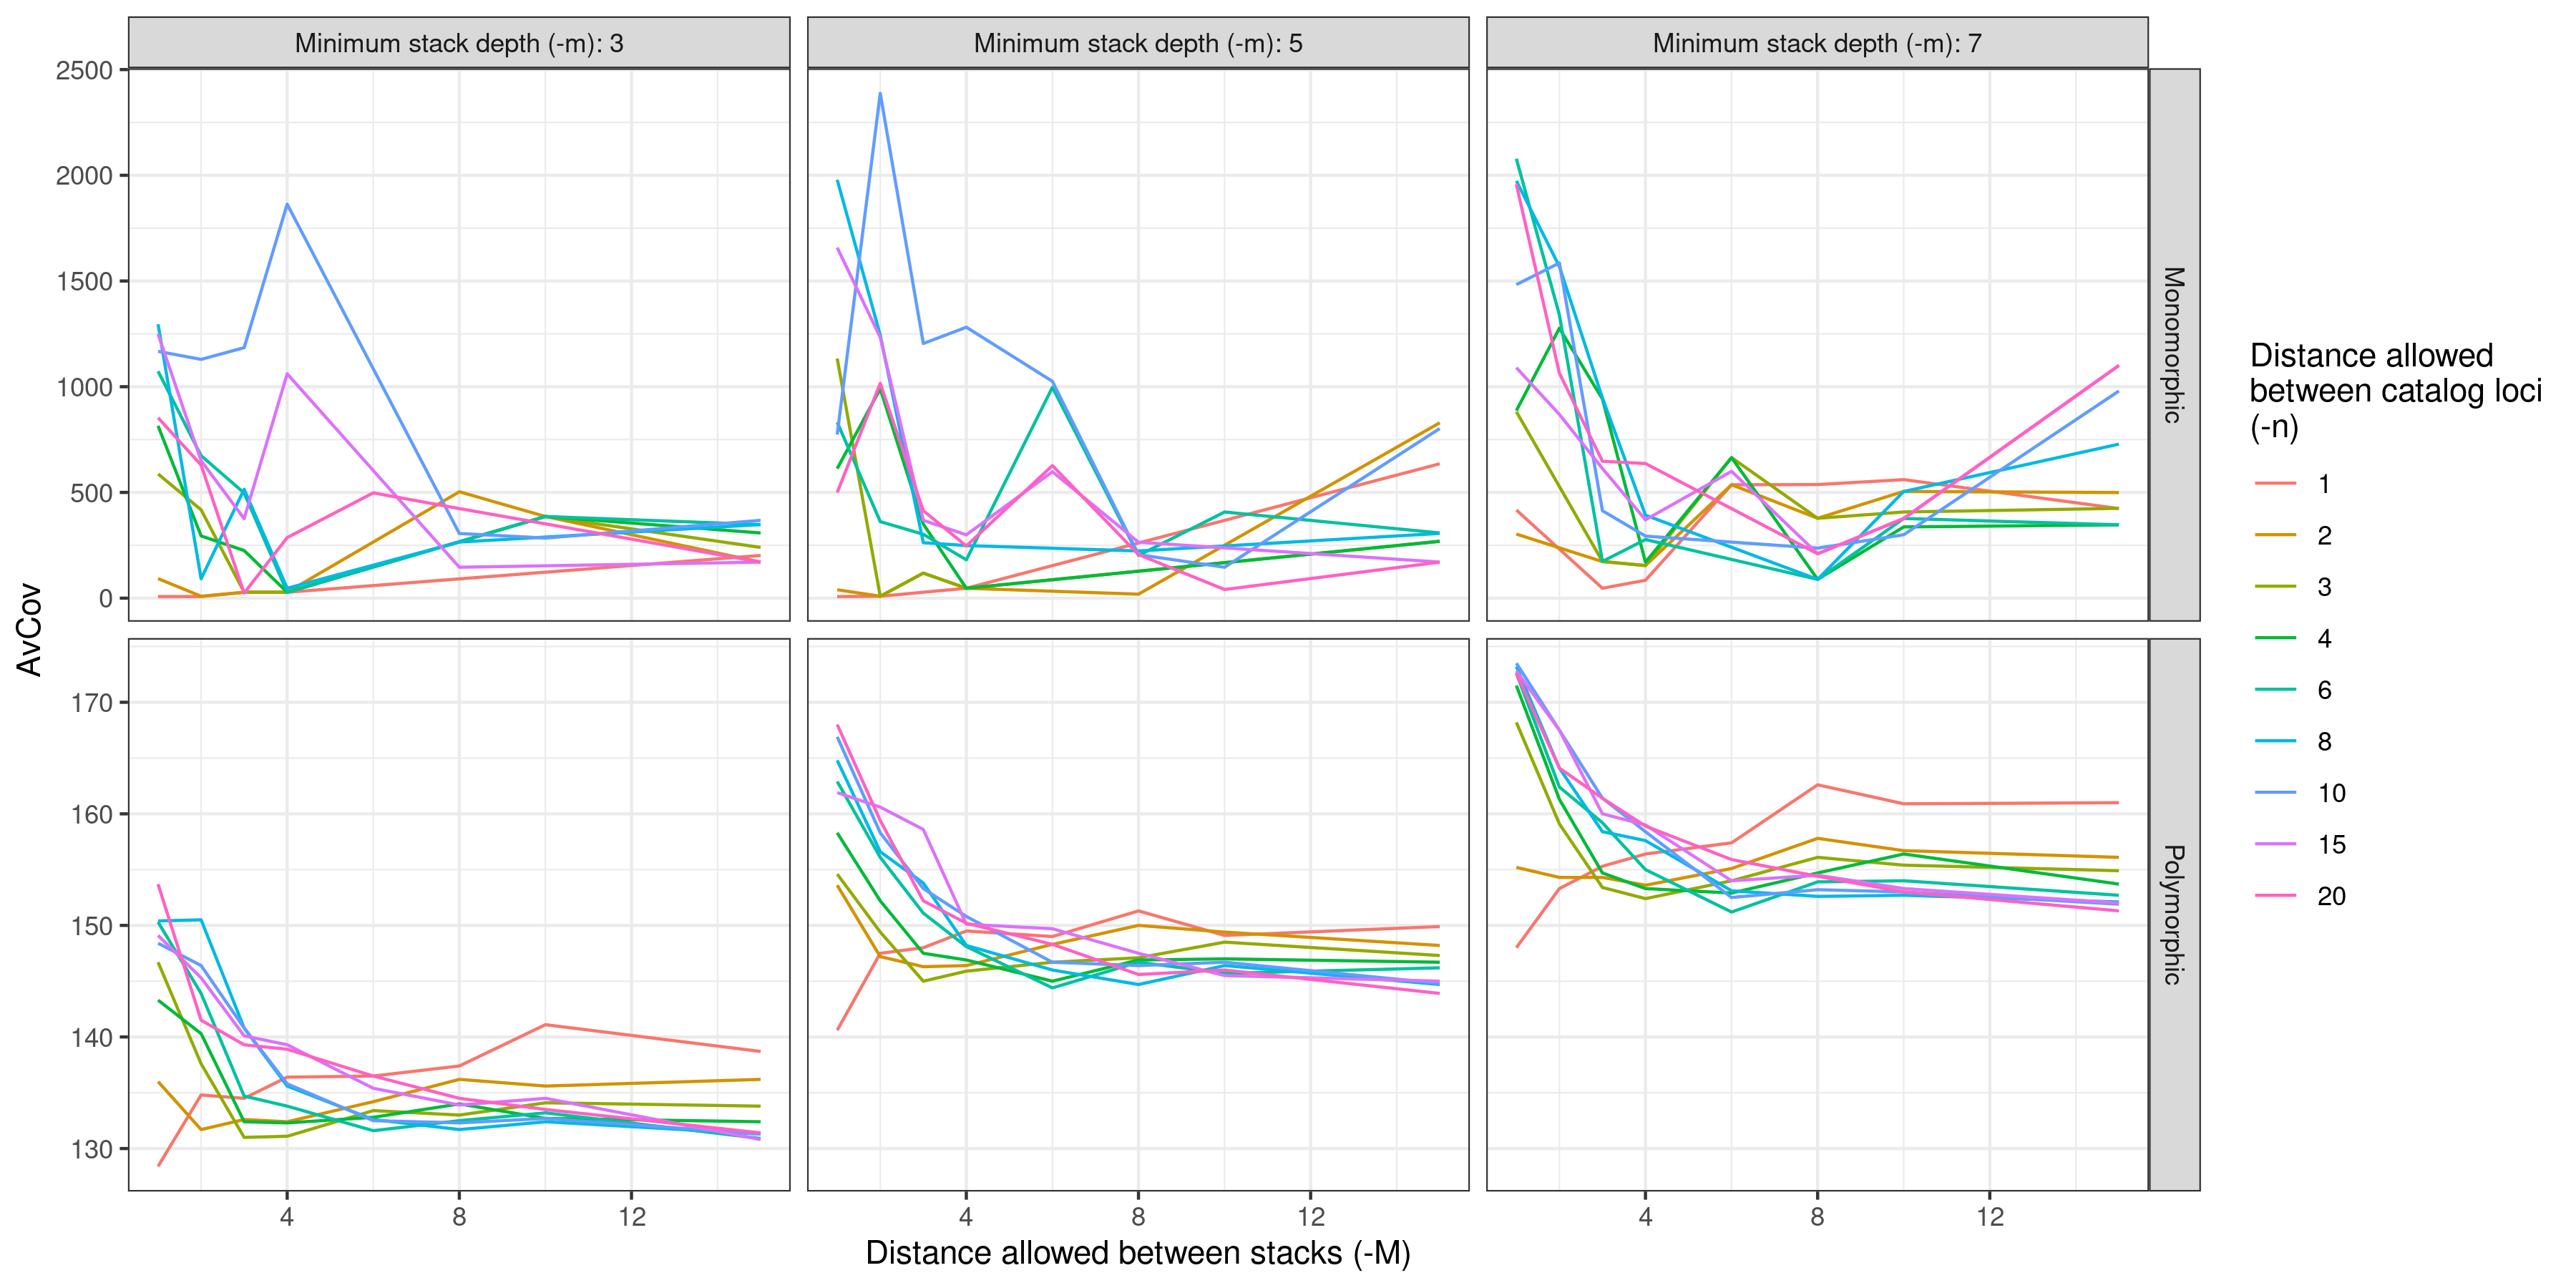 Minimum stack depth (-m): 3
Minimum stack depth (-m): 5
Minimum stack depth (-m): 7
2500
2000
1500
1000
500
0
Monomorphic
170
160
150
140
130
Polymorphic
AvCov
4
8
12
4
8
12
4
8
12
Distance allowed between stacks (-M)
Distance allowed
between catalog loci
(-n)
1
2
3
4
6
8
10
15
20